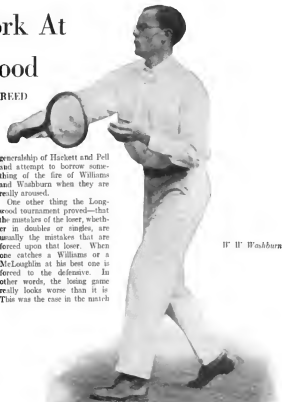 ork At
ood
REED
generalship of Hackett and Pell
and attempt to borrow some-
thing of the fire of Williams
and Washburn when they are
really aroused.
One other thing the Long-
wood tournament proved—that
the mistakes of the loser, wheth-
er in doubles or singles, are
usually the mistakes that are
forced upon that loser. When
one catches a Williams or a
McLoughlin at his best one is
forced to the defensive. In
other words, the losing game
really looks worse than it is
This was the case in the match
W W Washburn